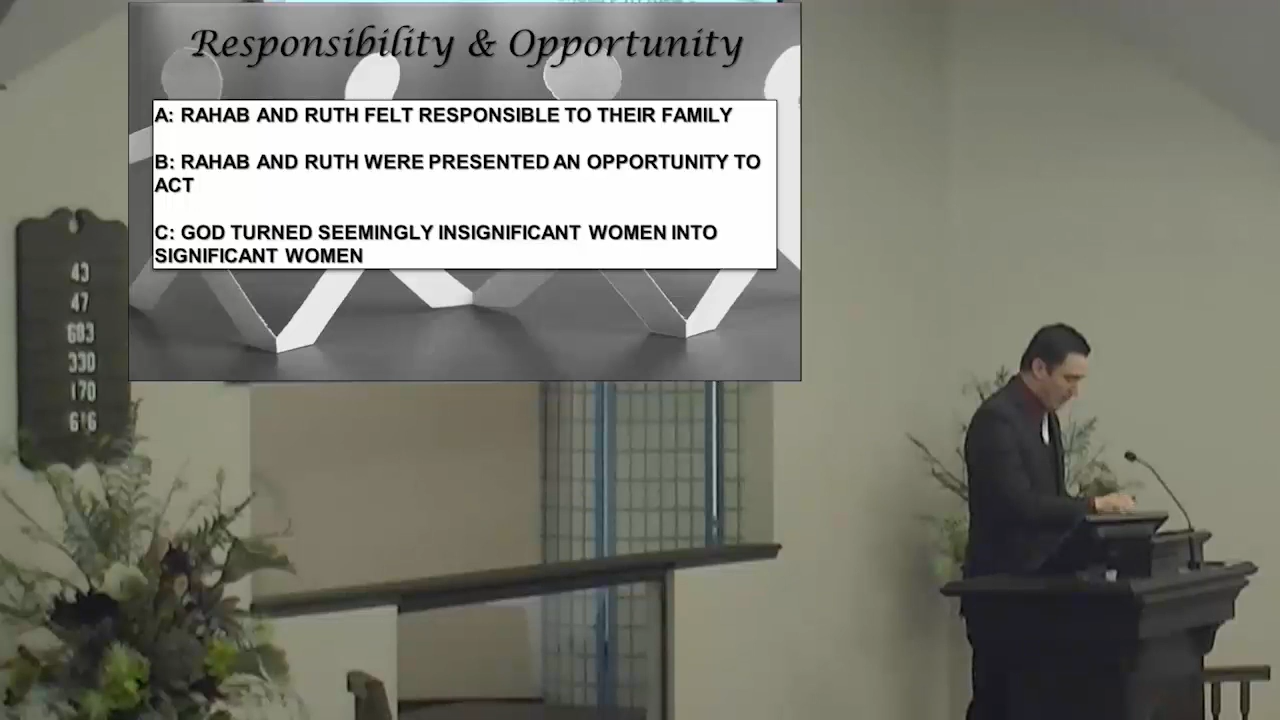 Responsibility & Opportunity
A: RAHAB AND RUTH FELT RESPONSIBLE TO THEIR FAMILY
B: RAHAB AND RUTH WERE PRESENTED AN OPPORTUNITY TO
ACT
C: GOD TURNED SEEMINGLY INSIGNIFICANT WOMEN INTO
SIGNIFICANT WOMEN
43
47
683
330
170
616